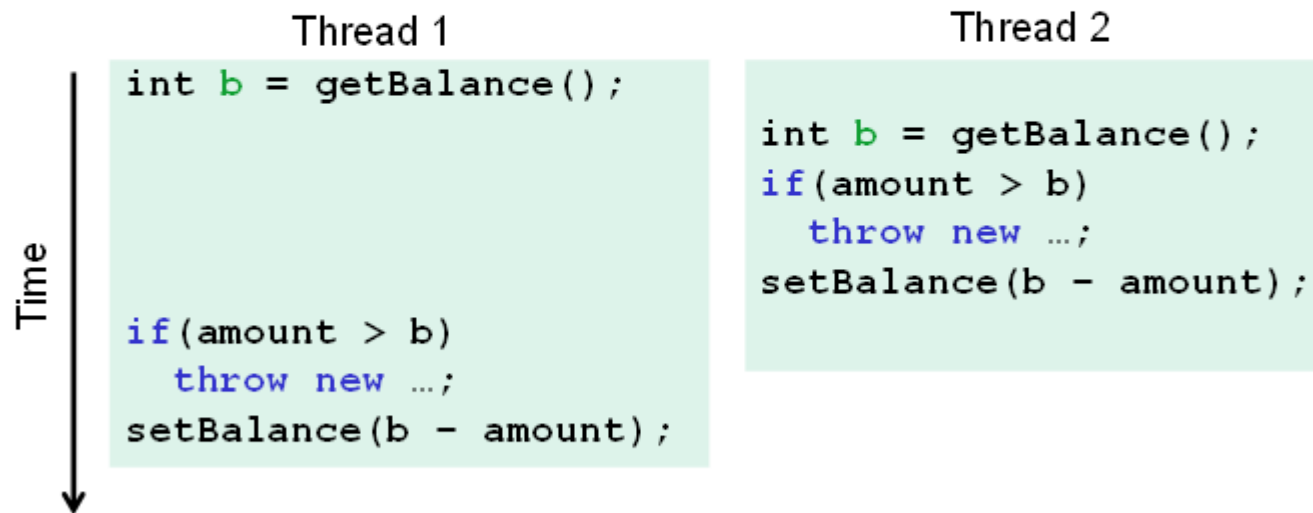 Thread 1
int b = getBalance();
if(amount > b)
throw new …;
setBalance(b - amount);
Thread 2
int b = getBalance();
if(amount > b)
throw new …;
setBalance(b - amount);
Time